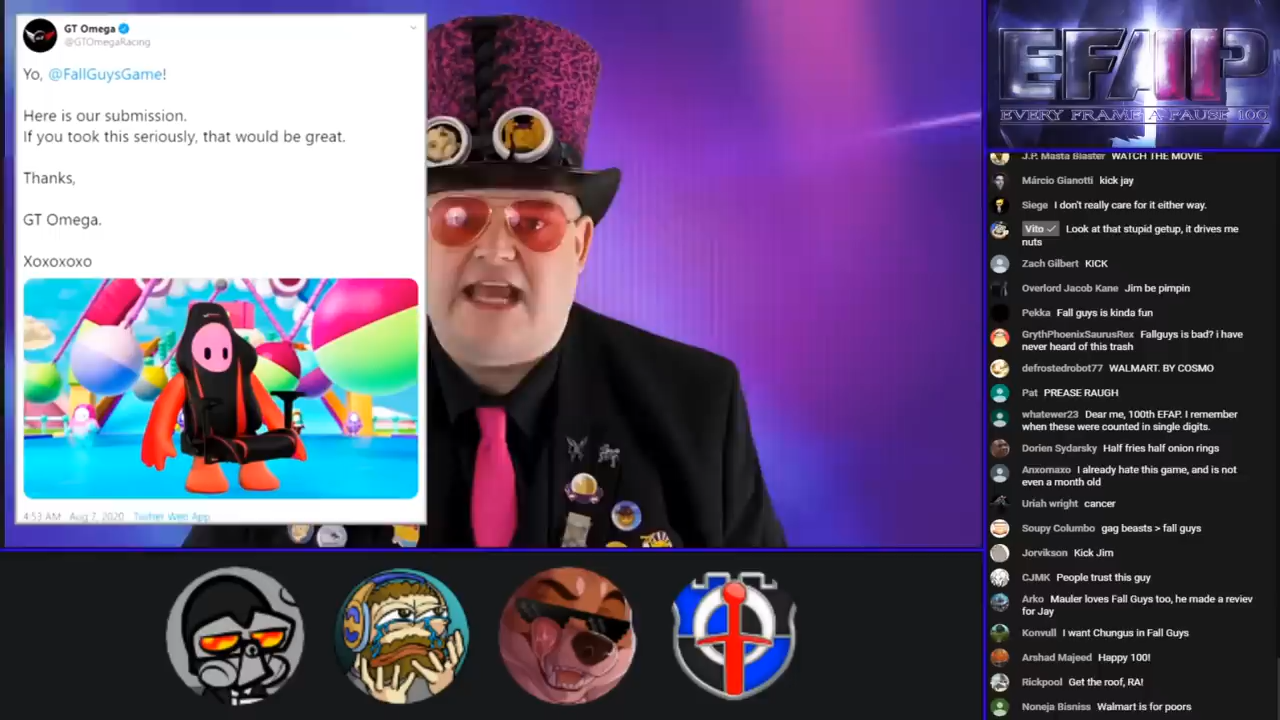 GT Omega
@GTOmegaRacing
Yo, @FallGuysGame!
Here is our submission.
If you took this seriously, that would be great.
Thanks,
GT Omega.
Xoxoxoxo
4:53 AM Aug 7, 2020 Twitter Web App
EFAP
EVERY FRAME A PAUSE 100
J.P. Masta Blaster WATCH THE MOVIE
Márcio Gianotti kick jay
Siege I don't really care for it either way.
Vito ✓ Look at that stupid getup, it drives me
nuts
Zach Gilbert KICK
Overlord Jacob Kane Jim be pimpin
Pekka Fall guys is kinda fun
GrythPhoenixSaurusRex Fallguys is bad? i have
never heard of this trash
defrostedrobot77 WALMART. BY COSMO
Pat PREASE RAUGH
whatewer23 Dear me, 100th EFAP. I remember
when these were counted in single digits.
Dorien Sydarsky Half fries half onion rings
Anxomaxo I already hate this game, and is not
even a month old
Uriah wright cancer
Soupy Columbo gag beasts > fall guys
Jorvikson Kick Jim
CJMK People trust this guy
Arko Mauler loves Fall Guys too, he made a reviev
for Jay
Konvull I want Chungus in Fall Guys
Arshad Majeed Happy 100!
Rickpool Get the roof, RA!
Noneja Bisniss Walmart is for poors